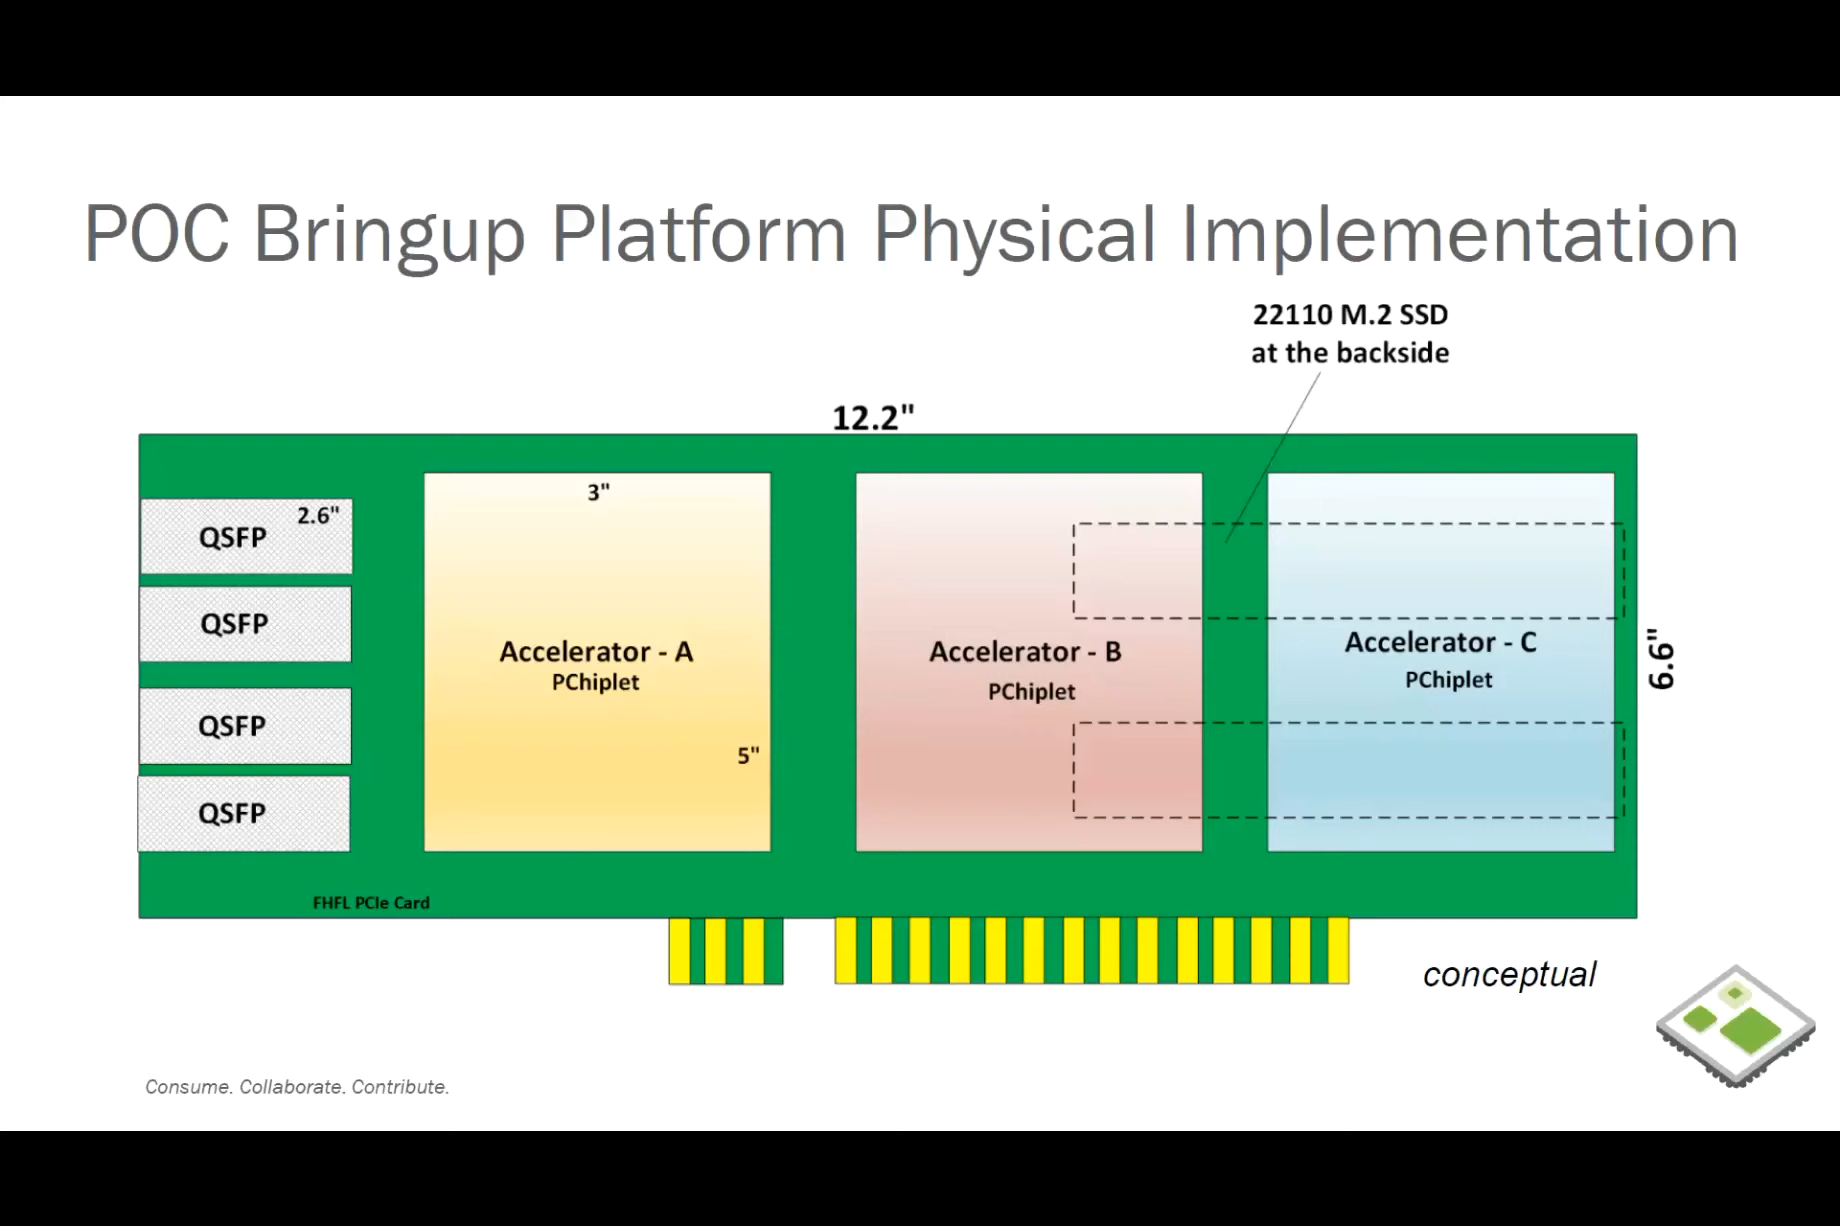 POC Bringup Platform Physical Implementation
22110 M.2 SSD
at the backside
12.2"
QSFP
2.6"
QSFP
QSFP
QSFP
3"
Accelerator - A
PChiplet
5"
Accelerator - B
PChiplet
Accelerator - C
PChiplet
6.6"
FHFL PCIe Card
conceptual
Consume. Collaborate. Contribute.